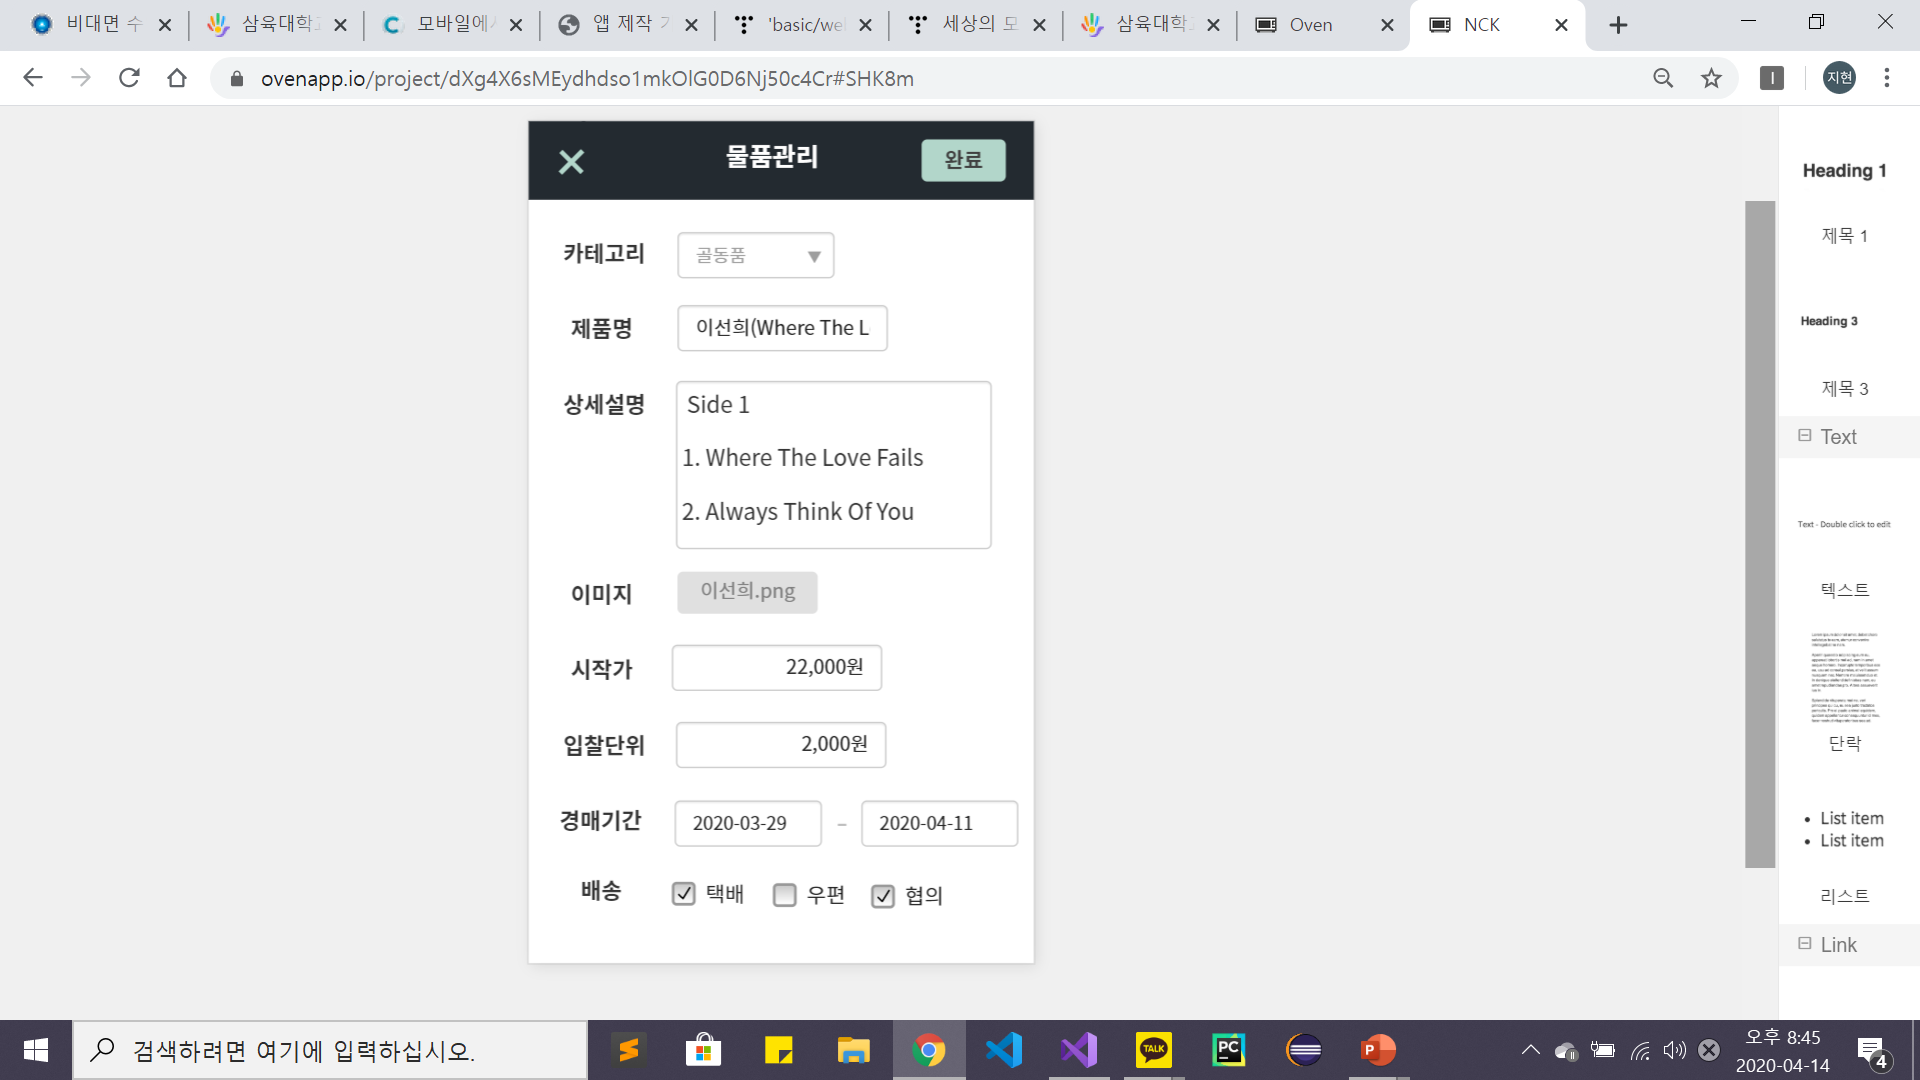 비대면 수
삼육대학교
모바일에서
앱 제작 기
'basic/wel
세상의 모
삼육대학교
Oven
NCK
ovenapp.io/project/dXg4X6sMEydhdso1mkOlG0D6Nj50c4Cr#SHK8m
지현
물품관리
완료
카테고리
골동품
제품명
이선희(Where The L
상세설명
Side 1
1. Where The Love Fails
2. Always Think Of You
이미지
이선희.png
시작가
22,000원
입찰단위
2,000원
경매기간
2020-03-29 - 2020-04-11
배송
택배
우편
협의
Heading 1
제목 1
Heading 3
제목 3
Text
Text - Double click to edit
텍스트
단락
List item
List item
리스트
Link
검색하려면 여기에 입력하십시오.
TALK
PC
오후 8:45
2020-04-14
4